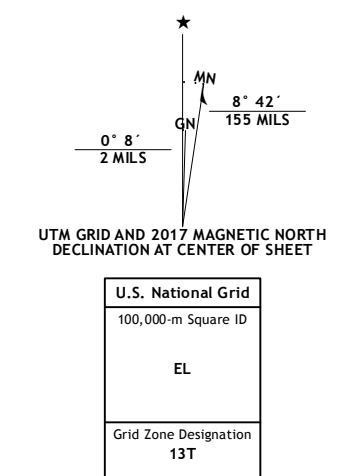 ★
MN
GN
8° 42´
155 MILS
0° 8´
2 MILS
UTM GRID AND 2017 MAGNETIC NORTH
DECLINATION AT CENTER OF SHEET
U.S. National Grid
100,000-m Square ID
EL
Grid Zone Designation
13T